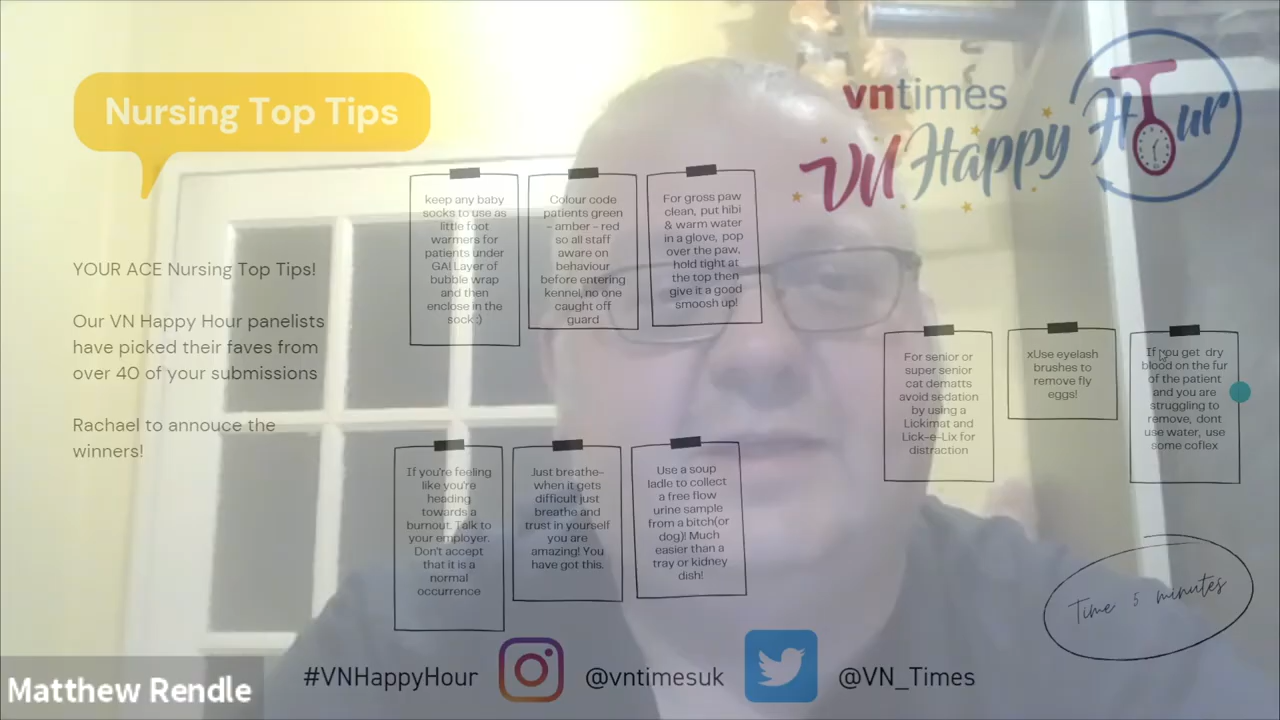 Nursing Top Tips
vntimes
VN Happy Hour
YOUR ACE Nursing Top Tips!
Our VN Happy Hour panelists
have picked their faves from
over 40 of your submissions
Rachael to annouce the
winners!
keep any baby
socks to use as
little foot
warmers for
patients under
GA! Layer of
bubble wrap
and then
enclose in the
sock :)
Colour code
patients green
- amber - red
so all staff
aware on
behaviour
before entering
kennel, no one
caught off
guard
For gross paw
clean, put hibi
& warm water
in a glove, pop
over the paw,
hold tight at
the top then
give it a good
smoosh up!
For senior or
super senior
cat dematts
avoid sedation
by using a
Lickimat and
Lick-e-Lix for
distraction
xUse eyelash
brushes to
remove fly
eggs!
If you get dry
blood on the fur
of the patient
and you are
struggling to
remove, dont
use water, use
some coflex
If you're feeling
like you're
heading
towards a
burnout. Talk to
your employer.
Don't accept
that it is a
normal
occurrence
Just breathe-
when it gets
difficult just
breathe and
trust in yourself
you are
amazing! You
have got this.
Use a soup
ladle to collect
a free flow
urine sample
from a bitch(or
dog)! Much
easier than a
tray or kidney
dish!
Time 5 minutes
#VNHappyHour @vntimesuk @VN_Times
Matthew Rendle